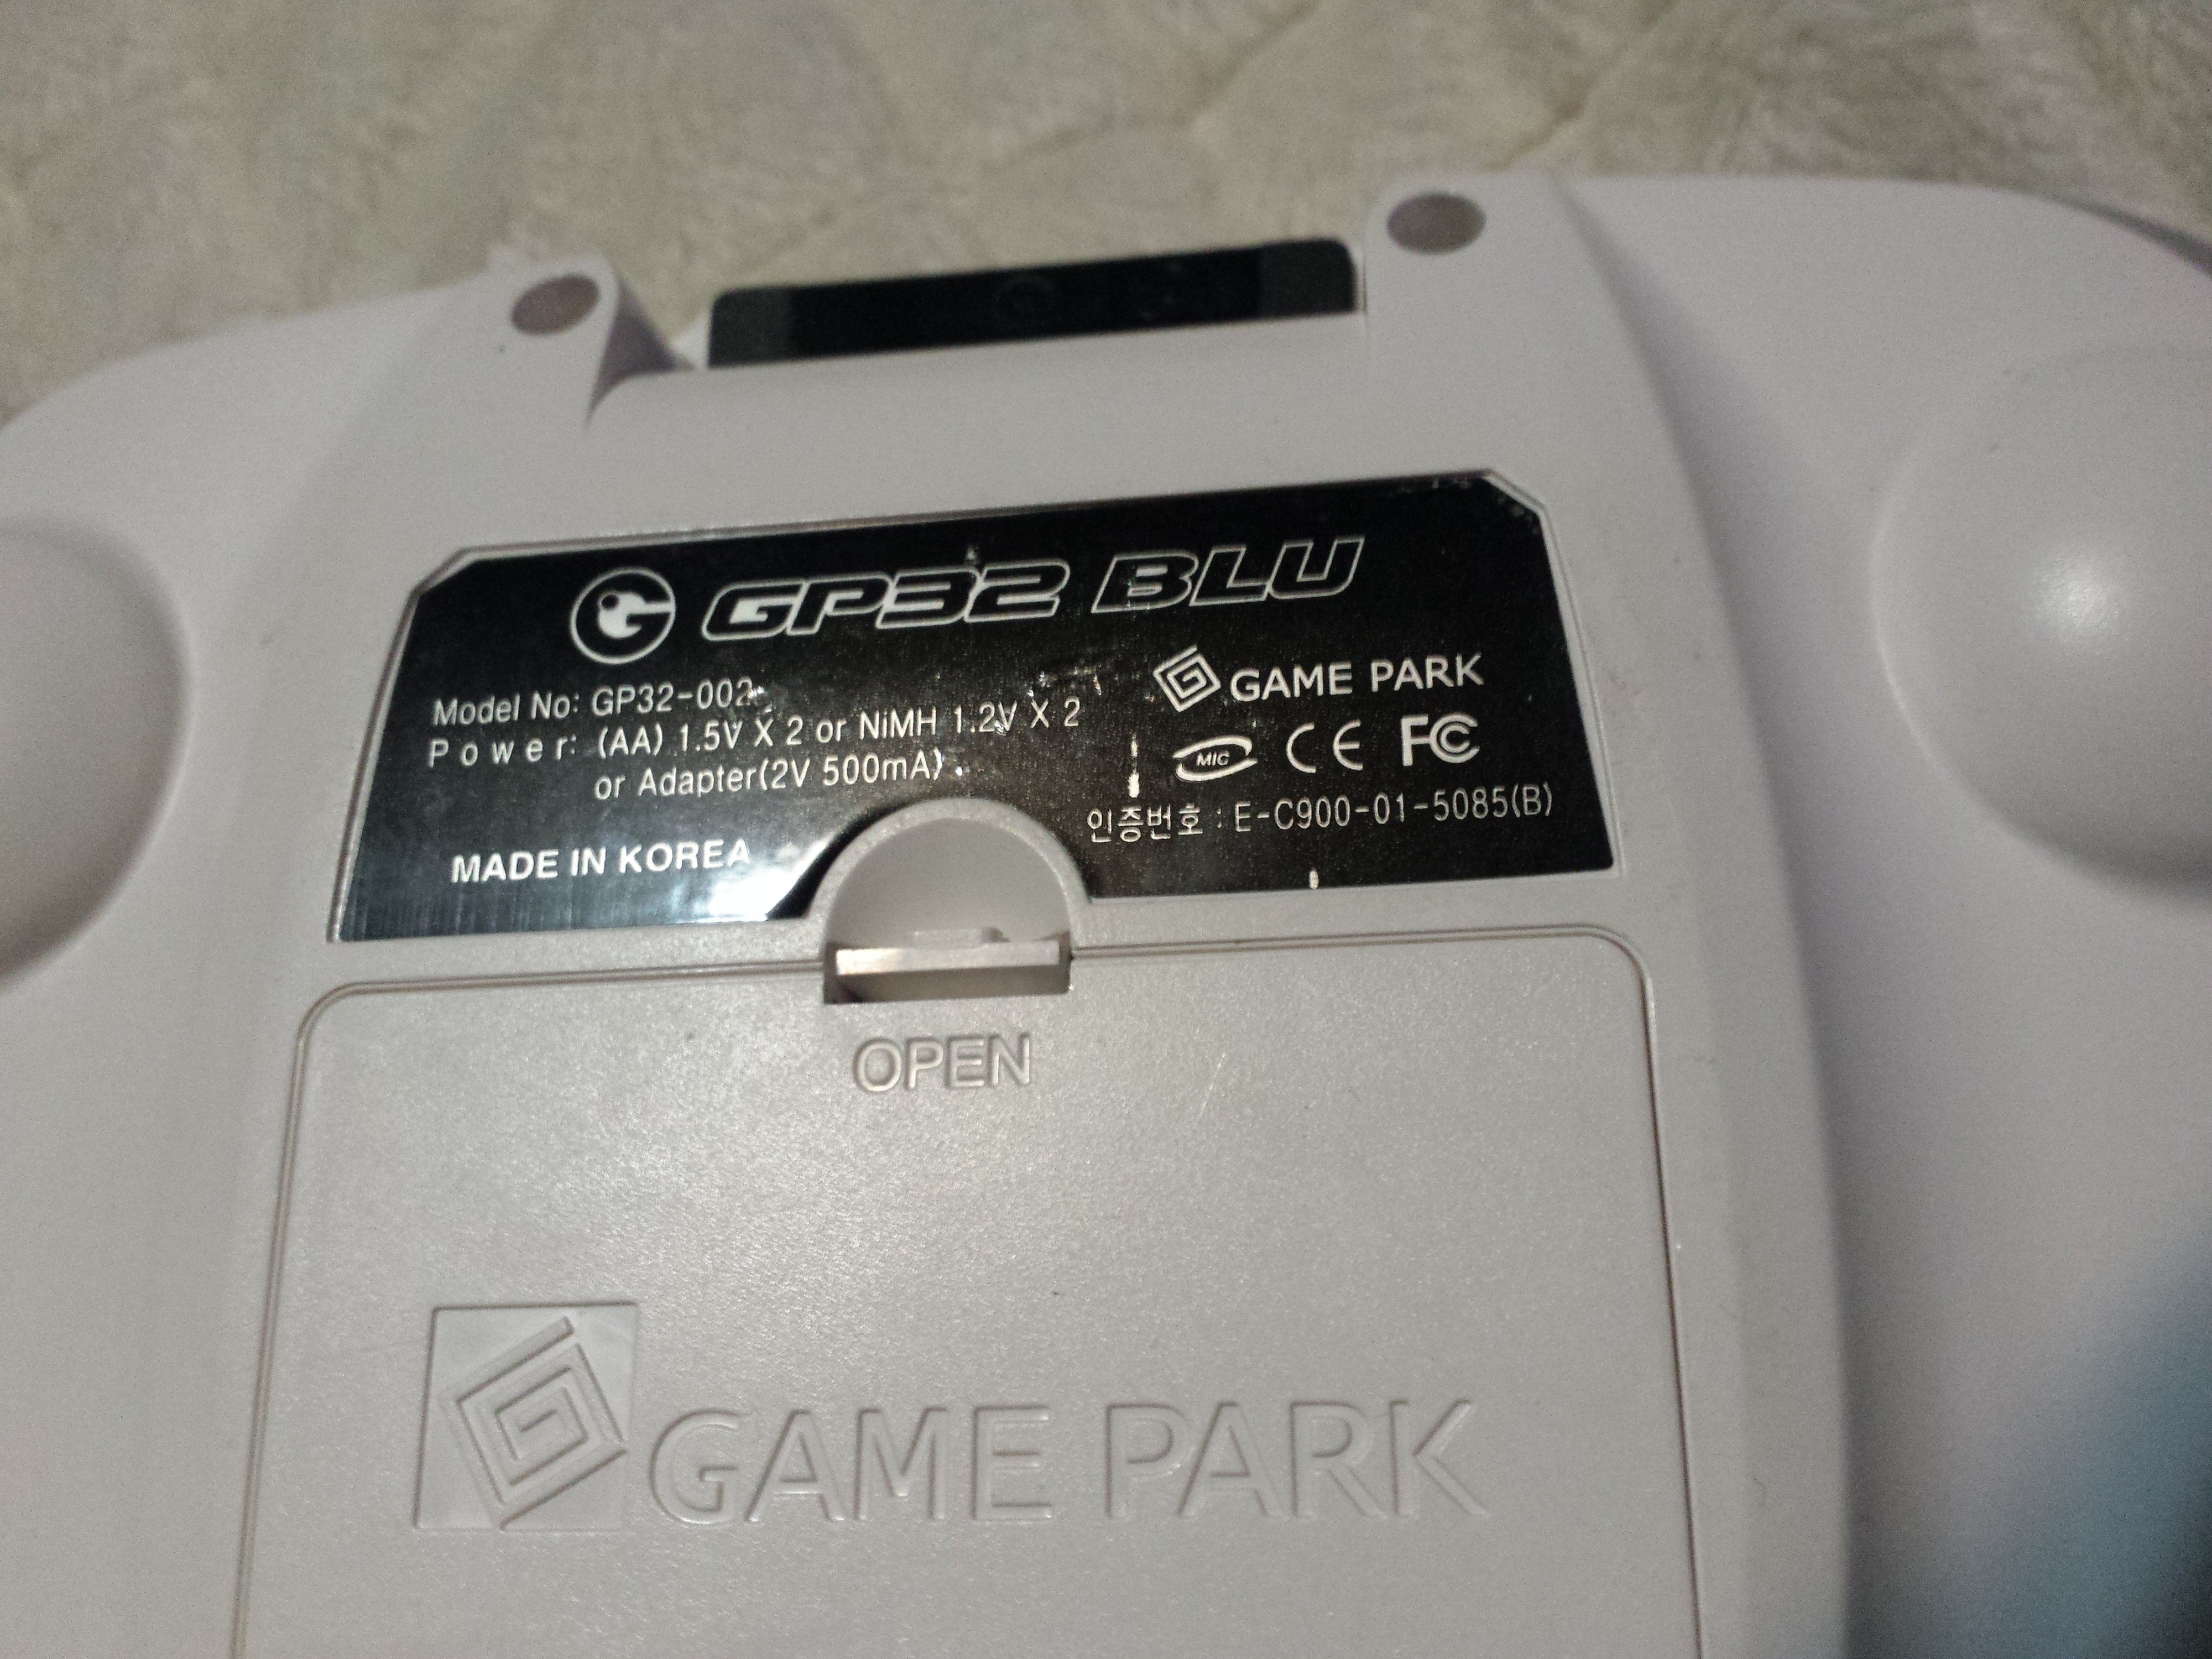 GP32 BLU
Model No: GP32-002
Power: (AA) 1.5V X 2 or NiMH 1.2V X 2
or Adapter(2V 500mA)
MADE IN KOREA
GAME PARK
MIC CE FC
인증번호 : E-C900-01-5085(B)
OPEN
GAME PARK